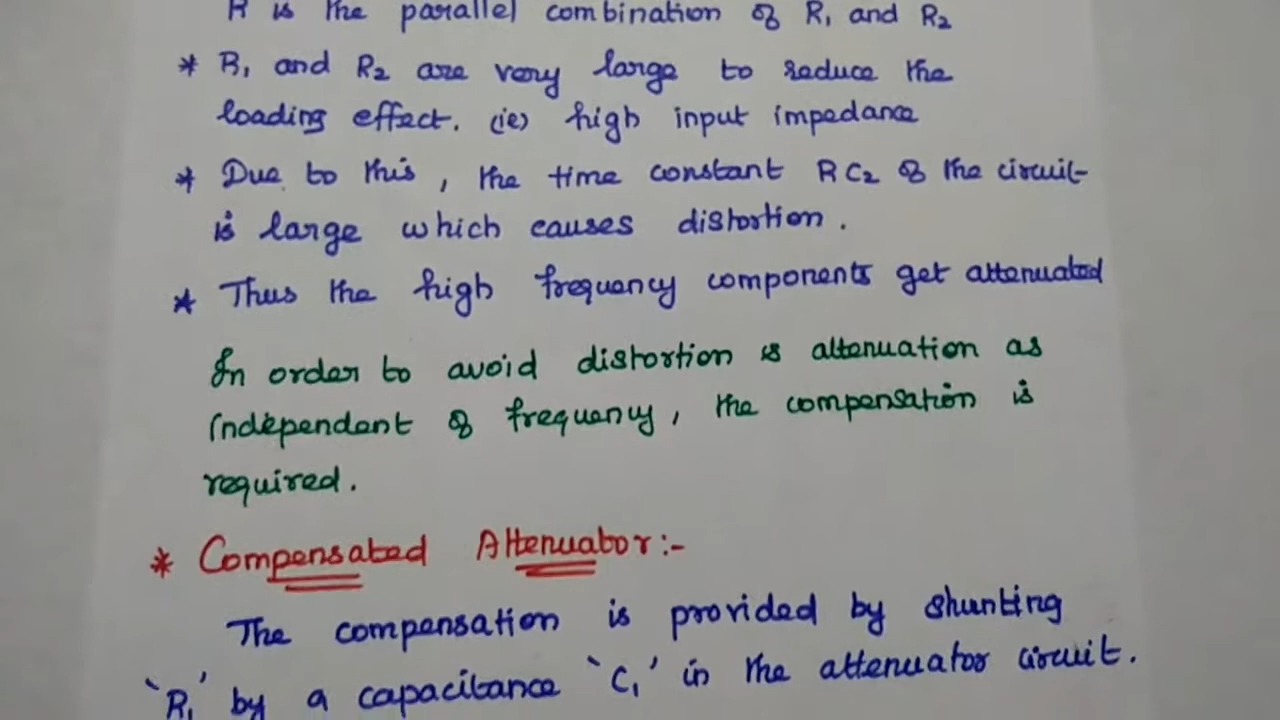 R is the parallel combination of R1 and R2
* R1 and R2 are very large to reduce the
loading effect. (ie) high input impedance
* Due to this, the time constant RC2 of the circuit
is large which causes distortion.
* Thus the high frequency components get attenuated
In order to avoid distortion is attenuation as
independent of frequency, the compensation is
required.
* Compensated Attenuator:-
The compensation is provided by shunting
`R1' by a capacitance `C1' in the attenuator circuit.